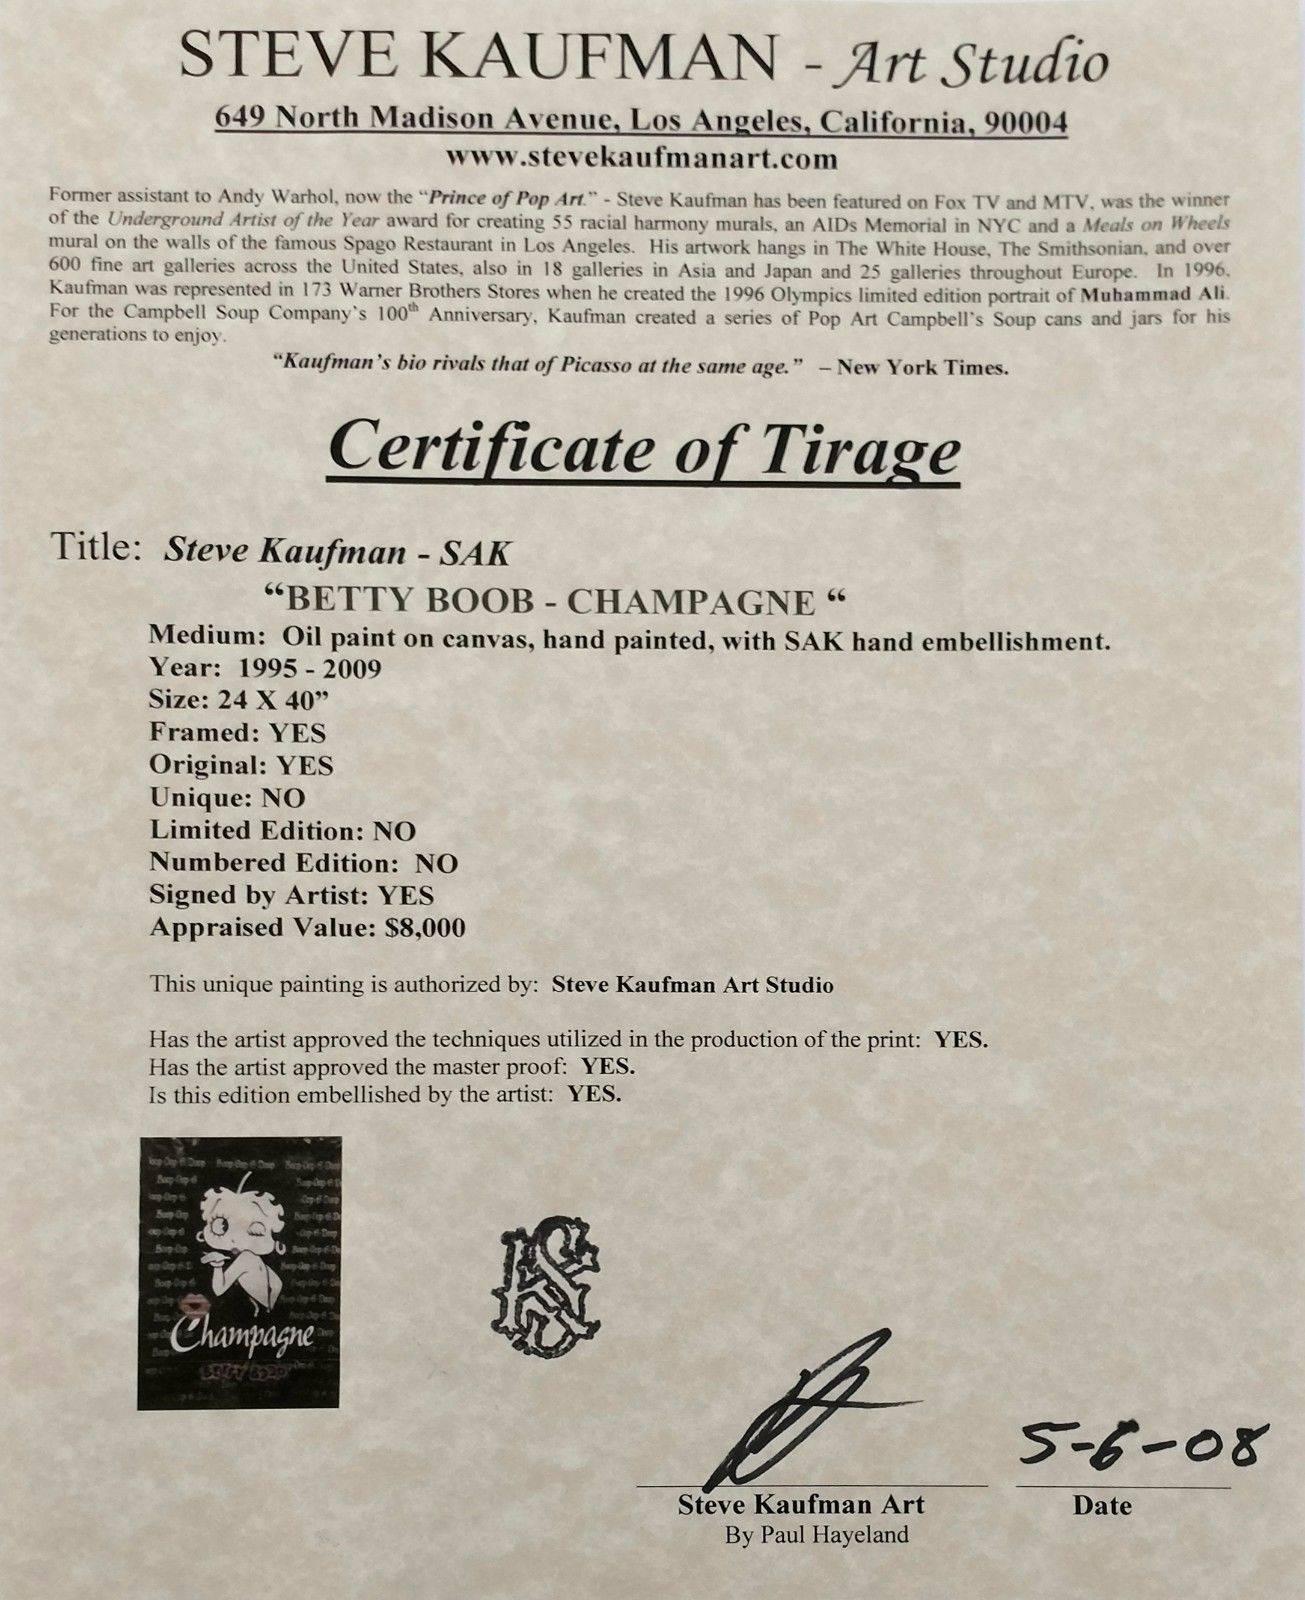 STEVE KAUFMAN - Art Studio
649 North Madison Avenue, Los Angeles, California, 90004
www.stevekaufmanart.com
Former assistant to Andy Warhol, now the “Prince of Pop Art.” - Steve Kaufman has been featured on Fox TV and MTV, was the winner
of the Underground Artist of the Year award for creating 55 racial harmony murals, an AIDs Memorial in NYC and a Meals on Wheels
mural on the walls of the famous Spago Restaurant in Los Angeles. His artwork hangs in The White House, The Smithsonian, and over
600 fine art galleries across the United States, also in 18 galleries in Asia and Japan and 25 galleries throughout Europe. In 1996,
Kaufman was represented in 173 Warner Brothers Stores when he created the 1996 Olympics limited edition portrait of Muhammad Ali.
For the Campbell Soup Company’s 100th Anniversary, Kaufman created a series of Pop Art Campbell’s Soup cans and jars for his
generations to enjoy.
“Kaufman’s bio rivals that of Picasso at the same age.” – New York Times.
Certificate of Tirage
Title: Steve Kaufman - SAK
“BETTY BOOB - CHAMPAGNE “
Medium: Oil paint on canvas, hand painted, with SAK hand embellishment.
Year: 1995 - 2009
Size: 24 X 40”
Framed: YES
Original: YES
Unique: NO
Limited Edition: NO
Numbered Edition: NO
Signed by Artist: YES
Appraised Value: $8,000
This unique painting is authorized by: Steve Kaufman Art Studio
Has the artist approved the techniques utilized in the production of the print: YES.
Has the artist approved the master proof: YES.
Is this edition embellished by the artist: YES.
Champagne
BETTY BOOP
5-6-08
Steve Kaufman Art
Date
By Paul Hayeland